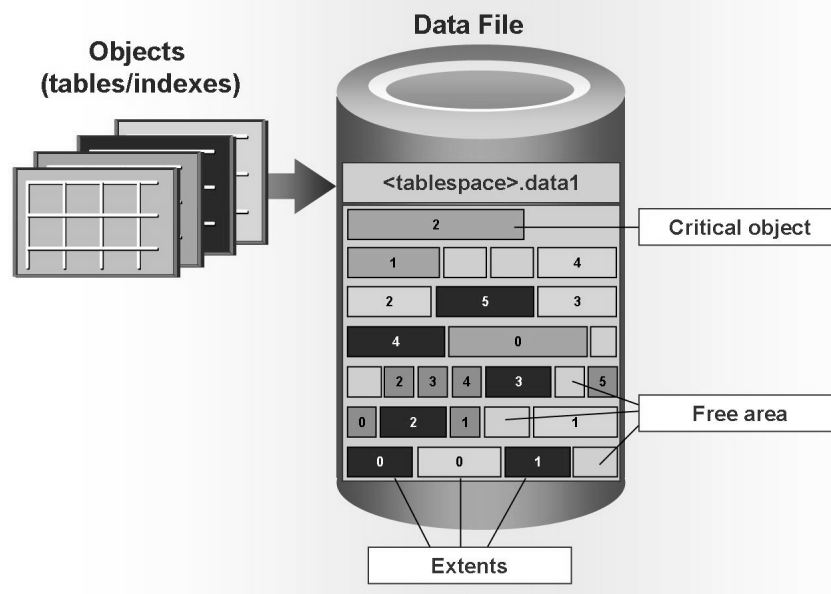 Data File
Objects
(tables/indexes)
<tablespace>.data1
2
Critical object
1 4
2 5 3
4 0
2 3 4 3 5
Free area
0 2 1 1
0 0 1
Extents